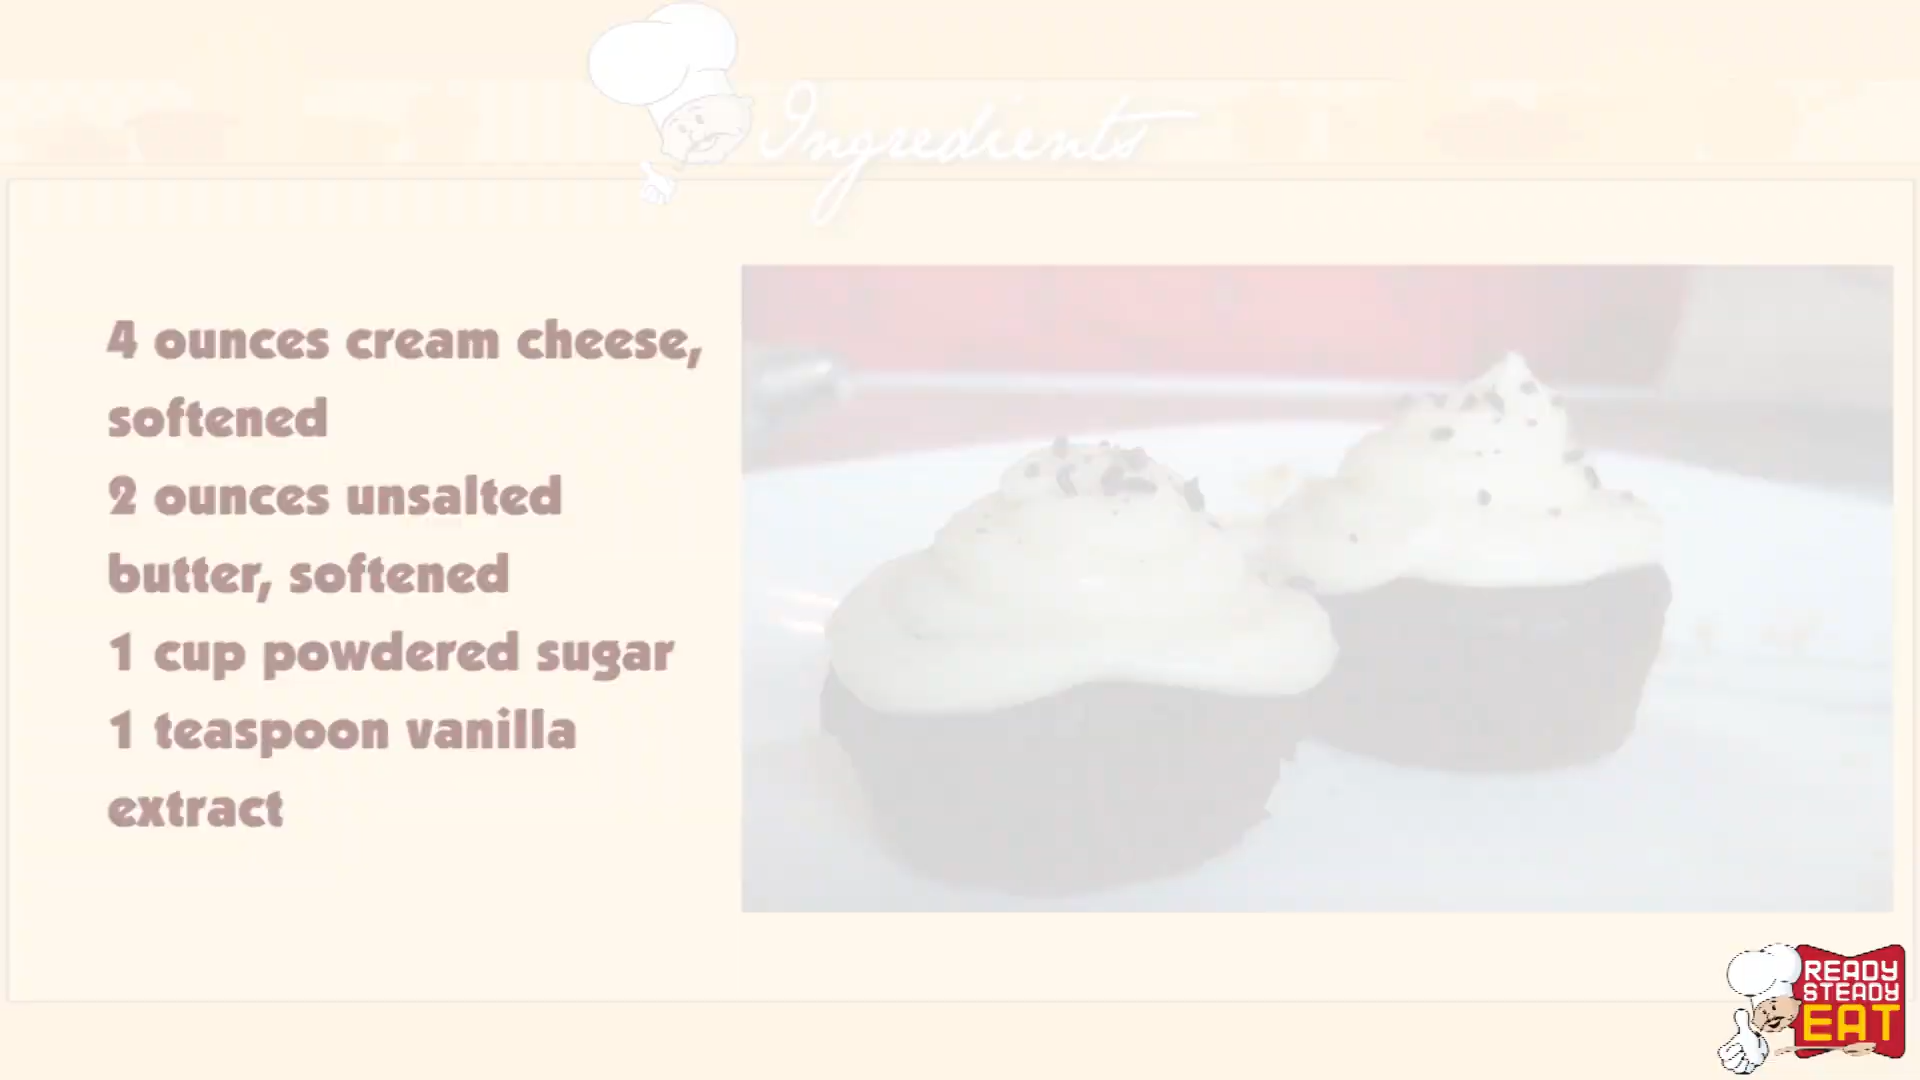 Ingredients
4 ounces cream cheese,
softened
2 ounces unsalted
butter, softened
1 cup powdered sugar
1 teaspoon vanilla
extract
READY
STEADY
EAT